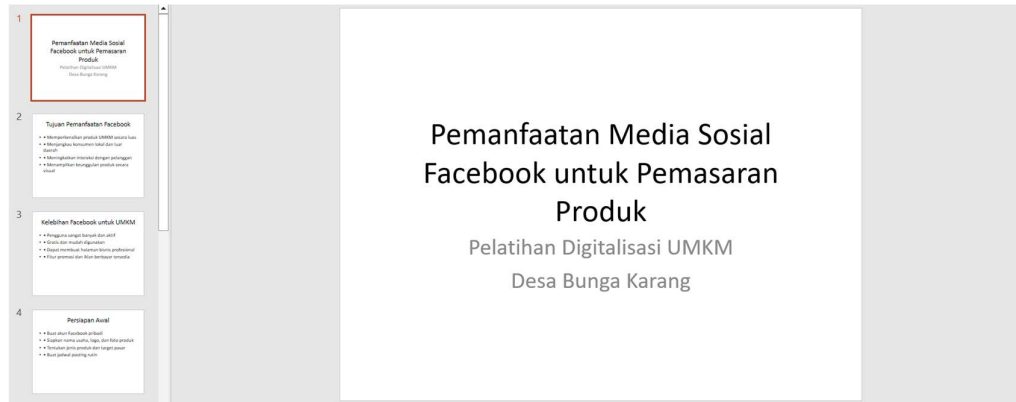 1
Pemanfaatan Media Sosial
Facebook untuk Pemasaran
Produk
Pelatihan Digitalisasi UMKM
Desa Bunga Karang
2
Tujuan Pemanfaatan Facebook
• • Memperkenalkan produk UMKM secara luas
• • Menjangkau konsumen lokal dan luar
daerah
• • Meningkatkan interaksi dengan pelanggan
• • Menampilkan keunggulan produk secara
visual
3
Kelebihan Facebook untuk UMKM
• • Pengguna sangat banyak dan aktif
• • Gratis dan mudah digunakan
• • Dapat membuat halaman bisnis profesional
• • Fitur promosi dan iklan berbayar tersedia
4
Persiapan Awal
• • Buat akun Facebook pribadi
• • Siapkan nama usaha, logo, dan foto produk
• • Tentukan jenis produk dan target pasar
• • Buat jadwal posting rutin
Pemanfaatan Media Sosial
Facebook untuk Pemasaran
Produk
Pelatihan Digitalisasi UMKM
Desa Bunga Karang